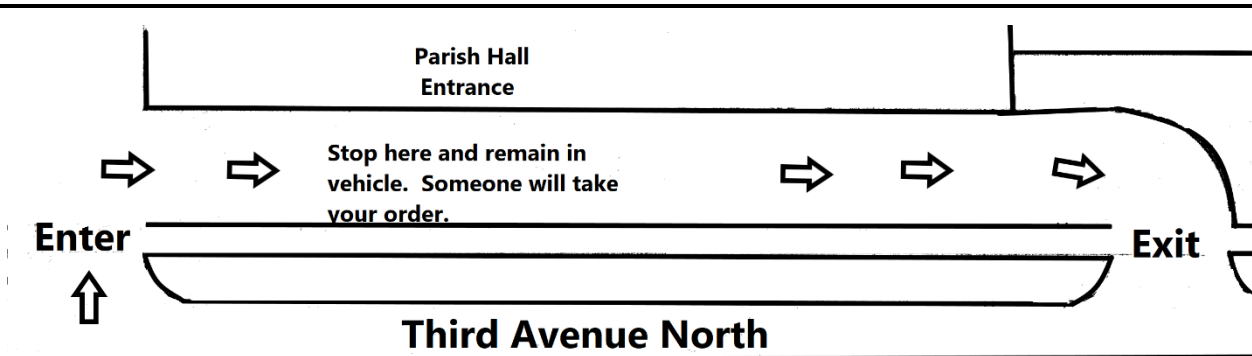 Parish Hall
Entrance
Stop here and remain in
vehicle.  Someone will take
your order.
Enter
Exit
Third Avenue North